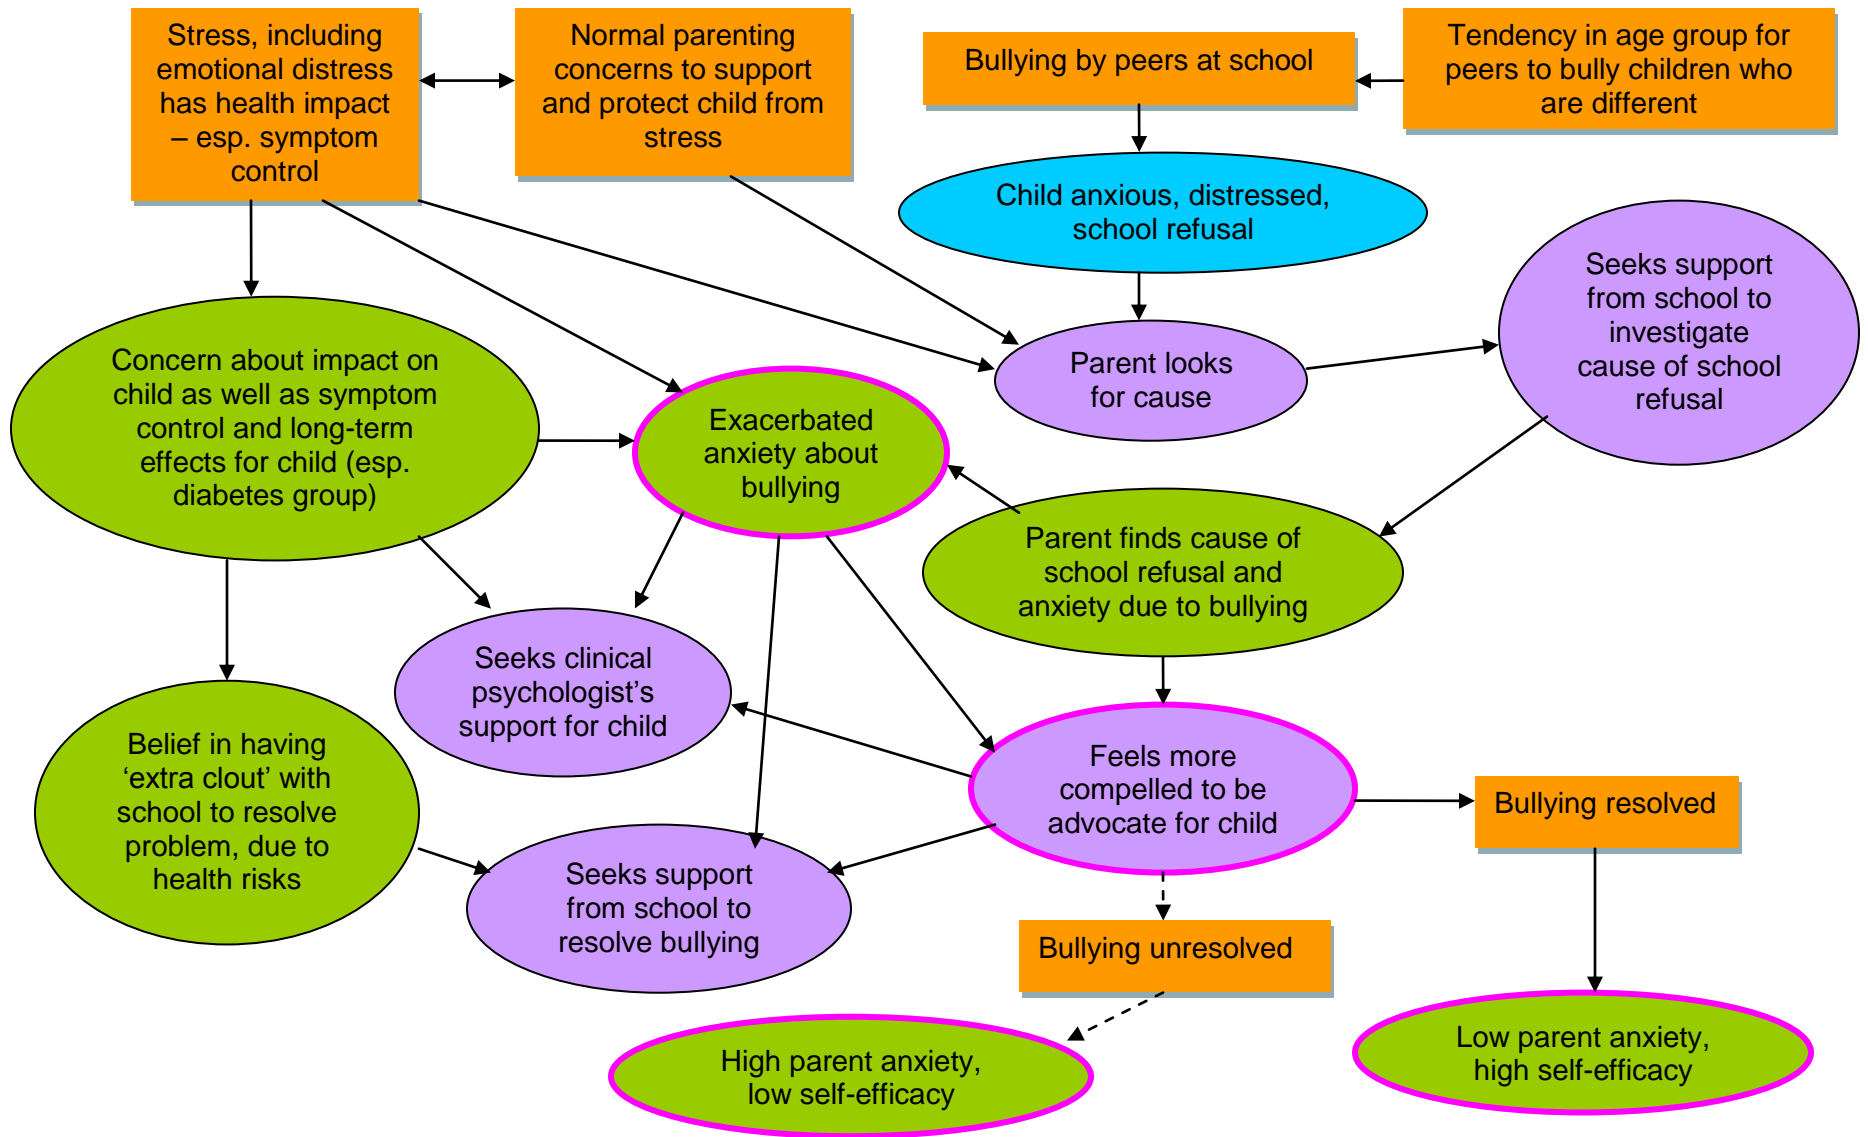 Stress, including
emotional distress
has health impact
– esp. symptom
control
Normal parenting
concerns to support
and protect child from
stress
Bullying by peers at school
Tendency in age group for
peers to bully children who
are different
Child anxious, distressed,
school refusal
Seeks support
from school to
investigate
cause of school
refusal
Concern about impact on
child as well as symptom
control and long-term
effects for child (esp.
diabetes group)
Parent looks
for cause
Exacerbated
anxiety about
bullying
Parent finds cause of
school refusal and
anxiety due to bullying
Seeks clinical
psychologist’s
support for child
Belief in having
‘extra clout’ with
school to resolve
problem, due to
health risks
Feels more
compelled to be
advocate for child
Bullying resolved
Seeks support
from school to
resolve bullying
Bullying unresolved
High parent anxiety,
low self-efficacy
Low parent anxiety,
high self-efficacy